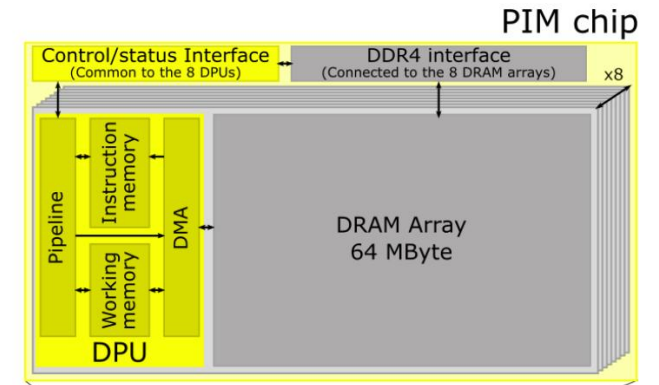 PIM chip
Control/status Interface
(Common to the 8 DPUs)
DDR4 interface
(Connected to the 8 DRAM arrays)
x8
Pipeline
Instruction
memory
Working
memory
DMA
DPU
DRAM Array
64 MByte